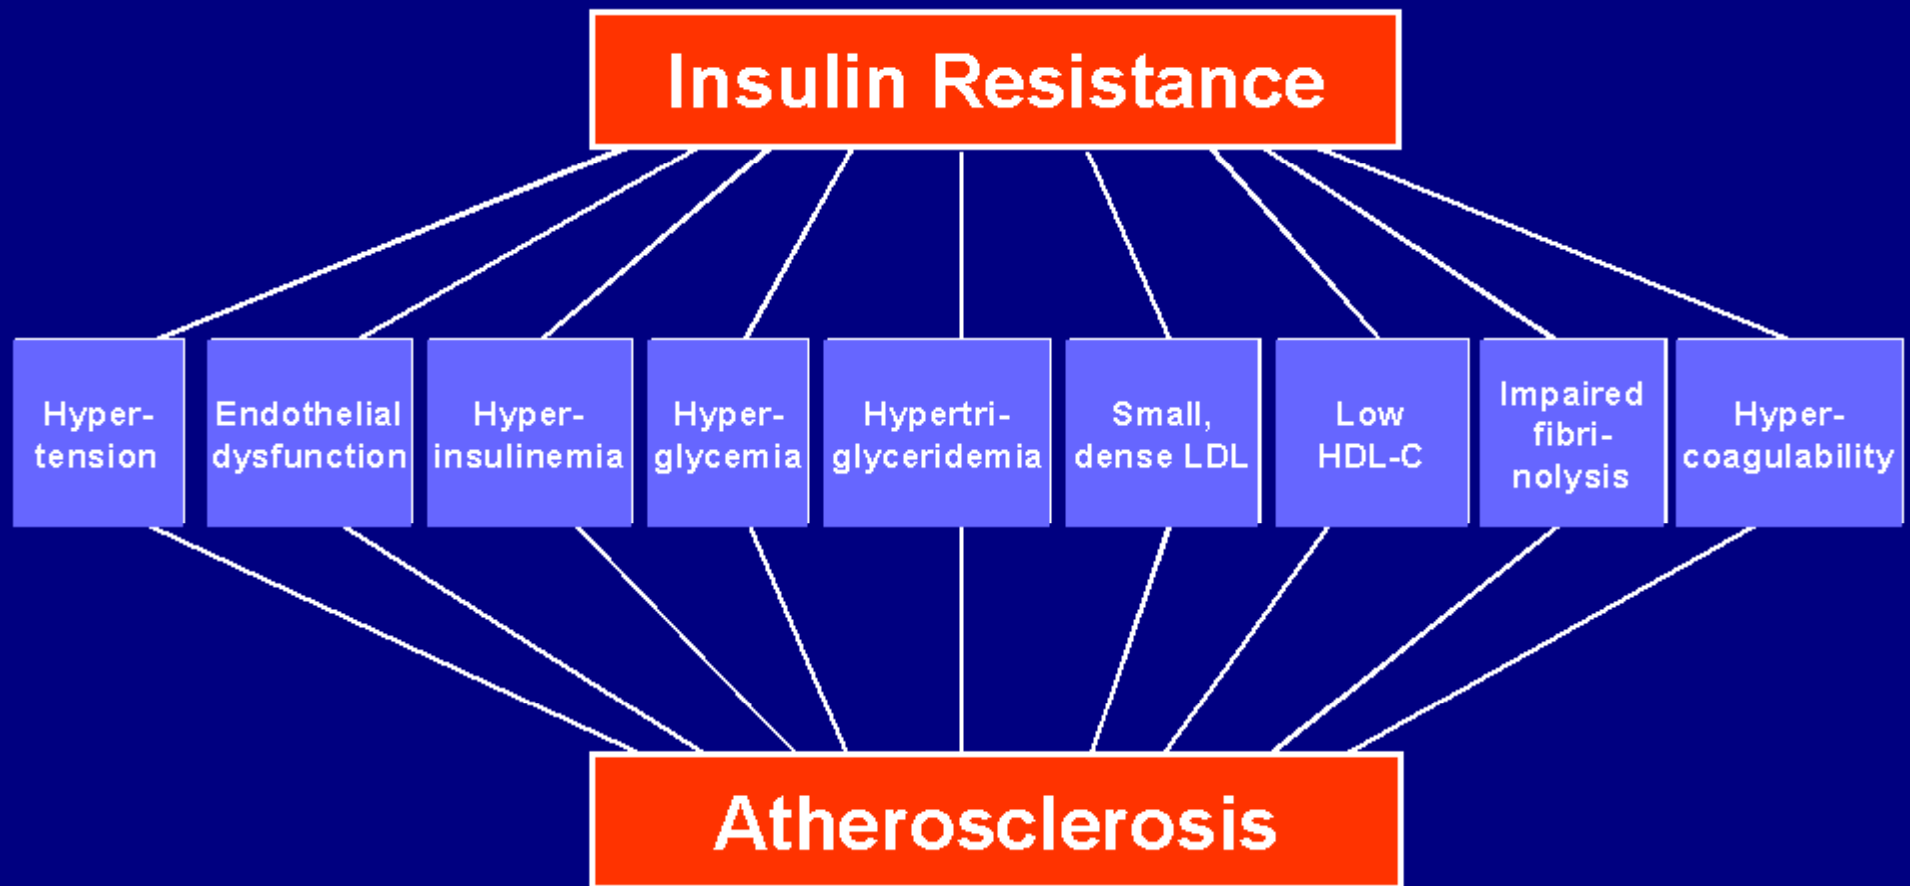 Insulin Resistance
Hyper-
tension
Endothelial
dysfunction
Hyper-
insulinemia
Hyper-
glycemia
Hypertri-
glyceridemia
Small,
dense LDL
Low
HDL-C
Impaired
fibri-
nolysis
Hyper-
coagulability
Atherosclerosis